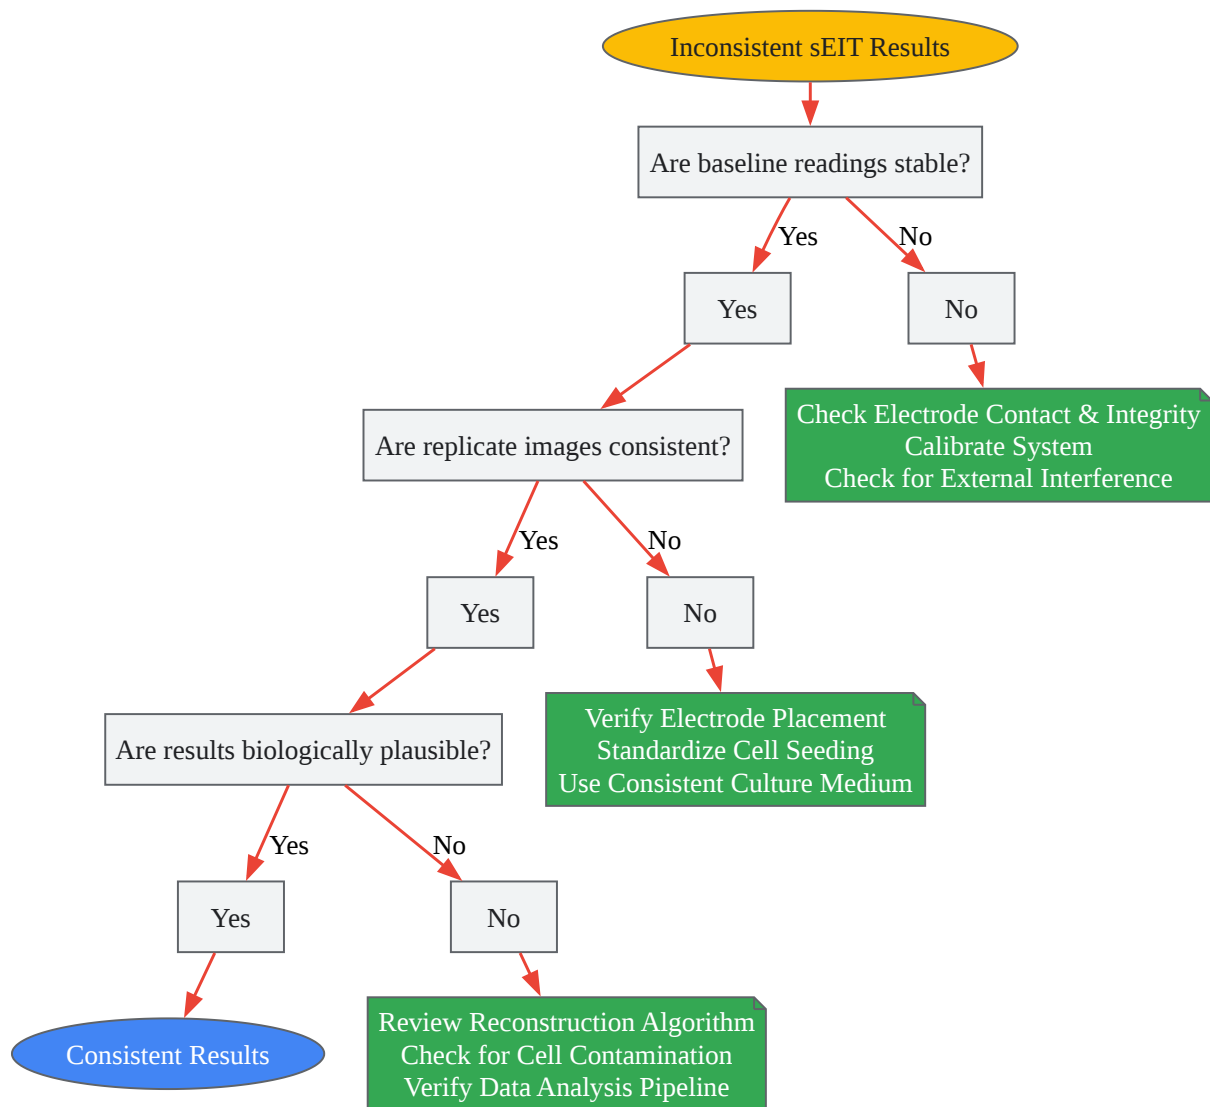 Inconsistent sEIT Results
Are baseline readings stable?
Yes
No
Yes
No
Check Electrode Contact & Integrity
Calibrate System
Check for External Interference
Are replicate images consistent?
Yes
No
Yes
No
Verify Electrode Placement
Standardize Cell Seeding
Use Consistent Culture Medium
Are results biologically plausible?
Yes
No
Yes
No
Consistent Results
Review Reconstruction Algorithm
Check for Cell Contamination
Verify Data Analysis Pipeline